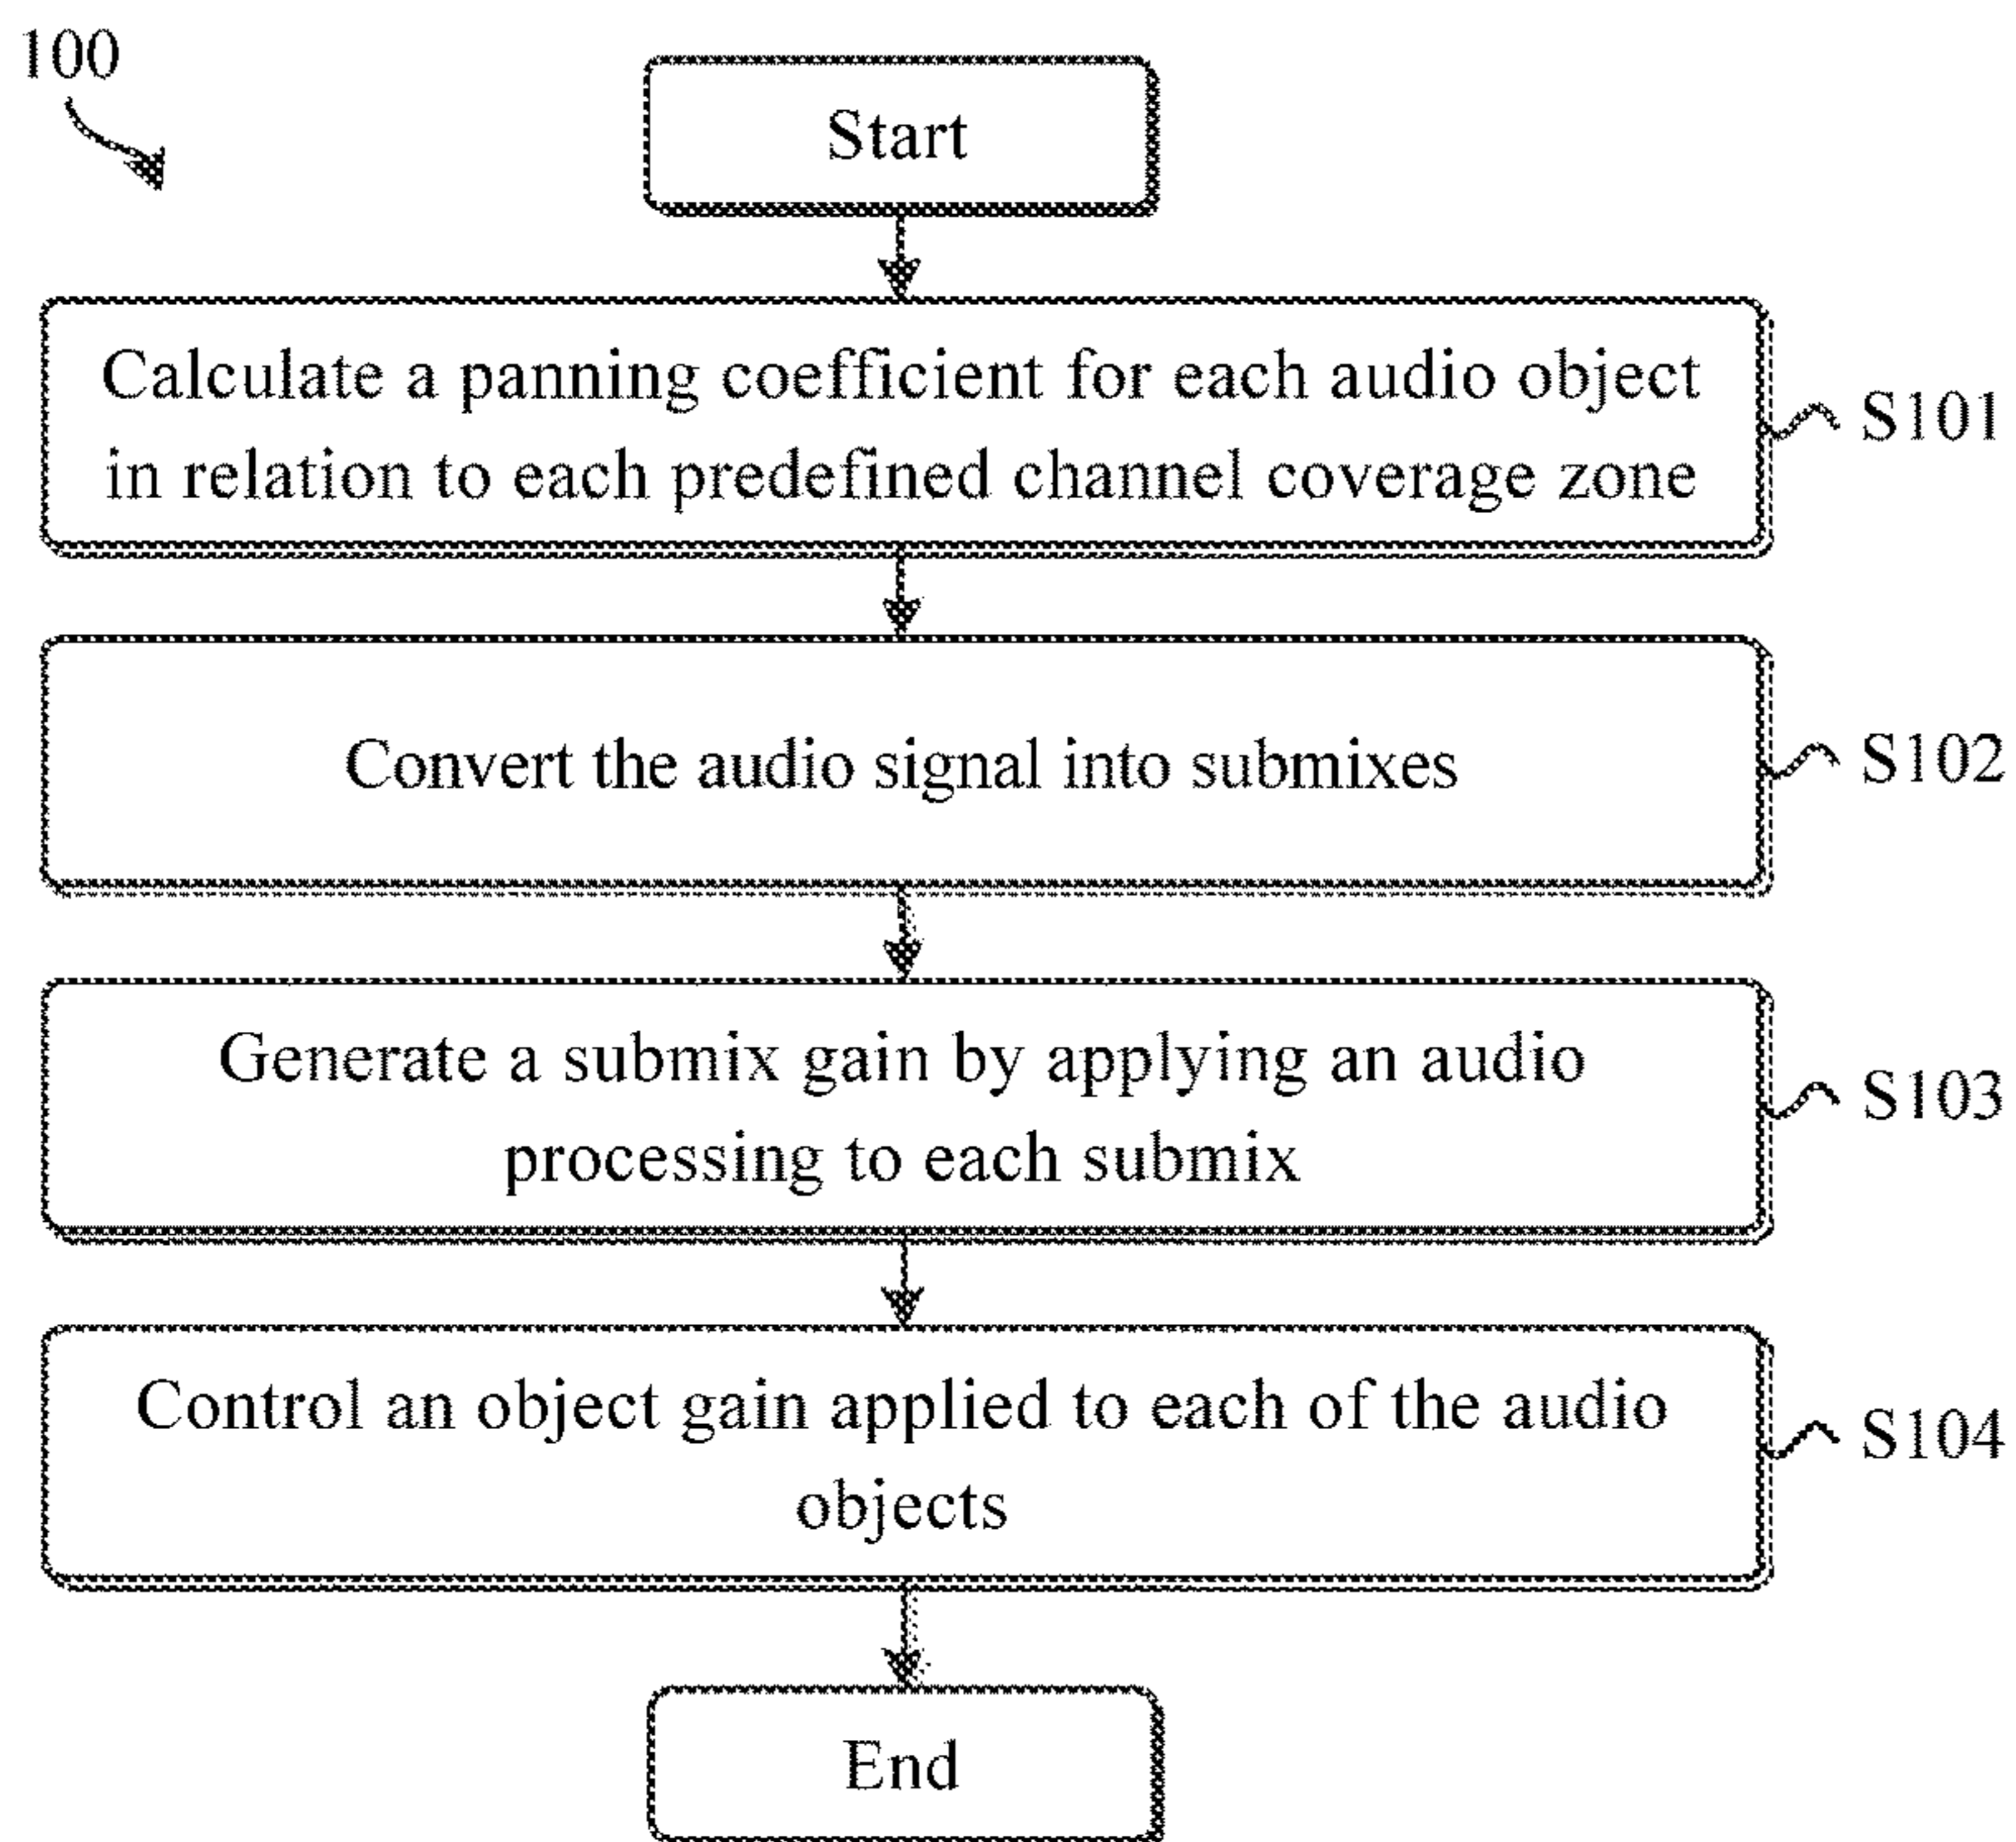 100
Start
Calculate a panning coefficient for each audio object
in relation to each predefined channel coverage zone
S101
Convert the audio signal into submixes
S102
Generate a submix gain by applying an audio
processing to each submix
S103
Control an object gain applied to each of the audio
objects
S104
End